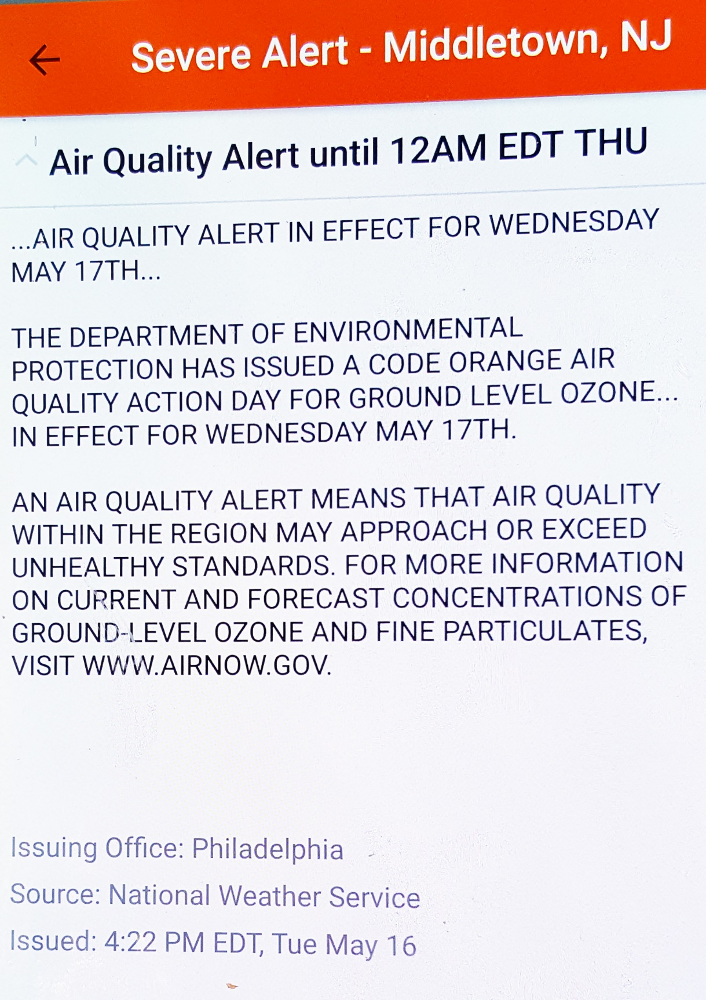 Severe Alert - Middletown, NJ
Air Quality Alert until 12AM EDT THU
...AIR QUALITY ALERT IN EFFECT FOR WEDNESDAY
MAY 17TH...
THE DEPARTMENT OF ENVIRONMENTAL
PROTECTION HAS ISSUED A CODE ORANGE AIR
QUALITY ACTION DAY FOR GROUND LEVEL OZONE...
IN EFFECT FOR WEDNESDAY MAY 17TH.
AN AIR QUALITY ALERT MEANS THAT AIR QUALITY
WITHIN THE REGION MAY APPROACH OR EXCEED
UNHEALTHY STANDARDS. FOR MORE INFORMATION
ON CURRENT AND FORECAST CONCENTRATIONS OF
GROUND-LEVEL OZONE AND FINE PARTICULATES,
VISIT WWW.AIRNOW.GOV.
Issuing Office: Philadelphia
Source: National Weather Service
Issued: 4:22 PM EDT, Tue May 16